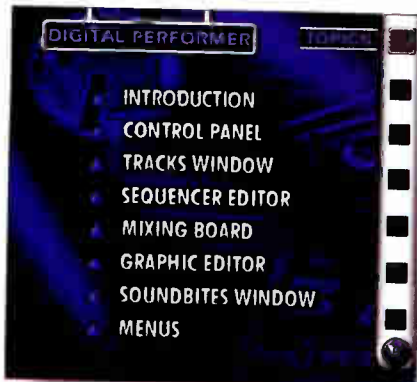 DIGITAL PERFORMER
TOPICS
INTRODUCTION
CONTROL PANEL
TRACKS WINDOW
SEQUENCER EDITOR
MIXING BOARD
GRAPHIC EDITOR
SOUNDBITES WINDOW
MENUS